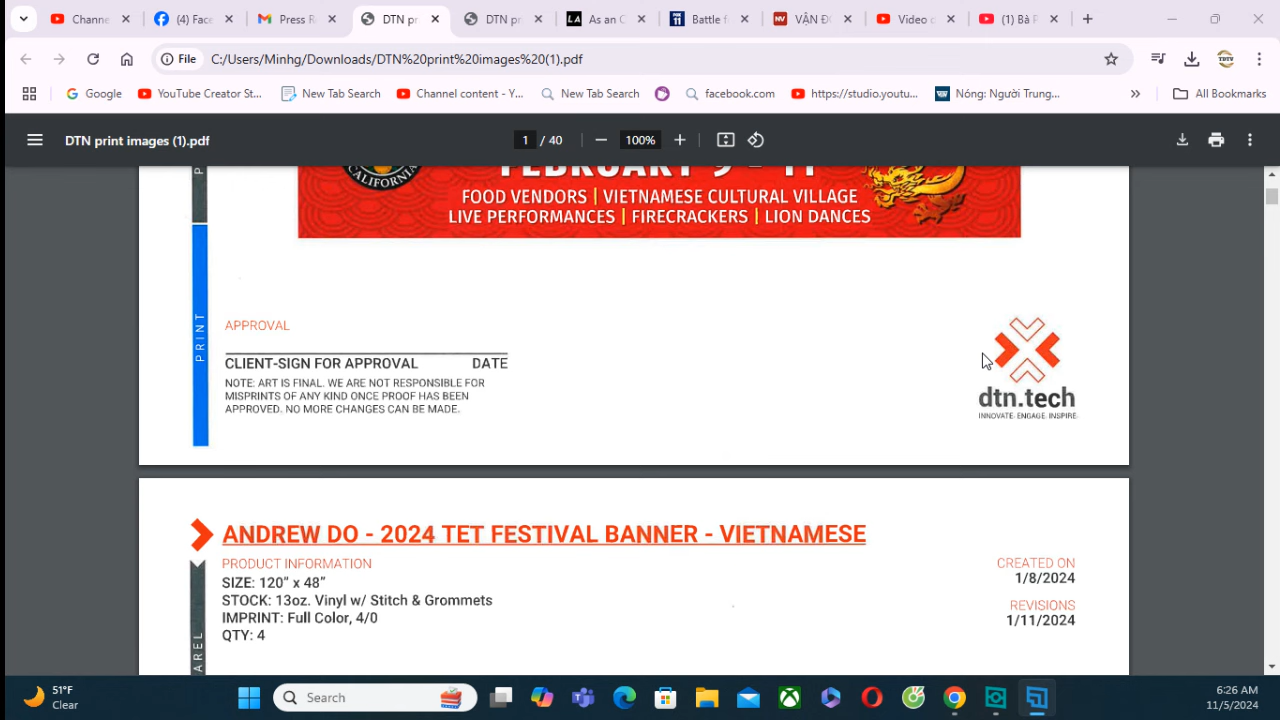 Channe
(4) Face
Press R
DTN pr
DTN pr
As an C
Battle f
VẬN Đ
Video c
(1) Bà P
File
C:/Users/Minhg/Downloads/DTN%20print%20images%20(1).pdf
Google
YouTube Creator St...
New Tab Search
Channel content - Y...
New Tab Search
facebook.com
https://studio.youtu...
Nóng: Người Trung...
All Bookmarks
DTN print images (1).pdf
1 / 40
100%
CALIFORNIA
FEBRUARY 9 - 11
FOOD VENDORS | VIETNAMESE CULTURAL VILLAGE
LIVE PERFORMANCES | FIRECRACKERS | LION DANCES
PRINT
APPROVAL
CLIENT-SIGN FOR APPROVAL DATE
NOTE: ART IS FINAL. WE ARE NOT RESPONSIBLE FOR
MISPRINTS OF ANY KIND ONCE PROOF HAS BEEN
APPROVED. NO MORE CHANGES CAN BE MADE.
dtn.tech
INNOVATE. ENGAGE. INSPIRE.
ANDREW DO - 2024 TET FESTIVAL BANNER - VIETNAMESE
PRODUCT INFORMATION
SIZE: 120" x 48"
STOCK: 13oz. Vinyl w/ Stitch & Grommets
IMPRINT: Full Color, 4/0
QTY: 4
CREATED ON
1/8/2024
REVISIONS
1/11/2024
AREL
51°F
Clear
Search
6:26 AM
11/5/2024